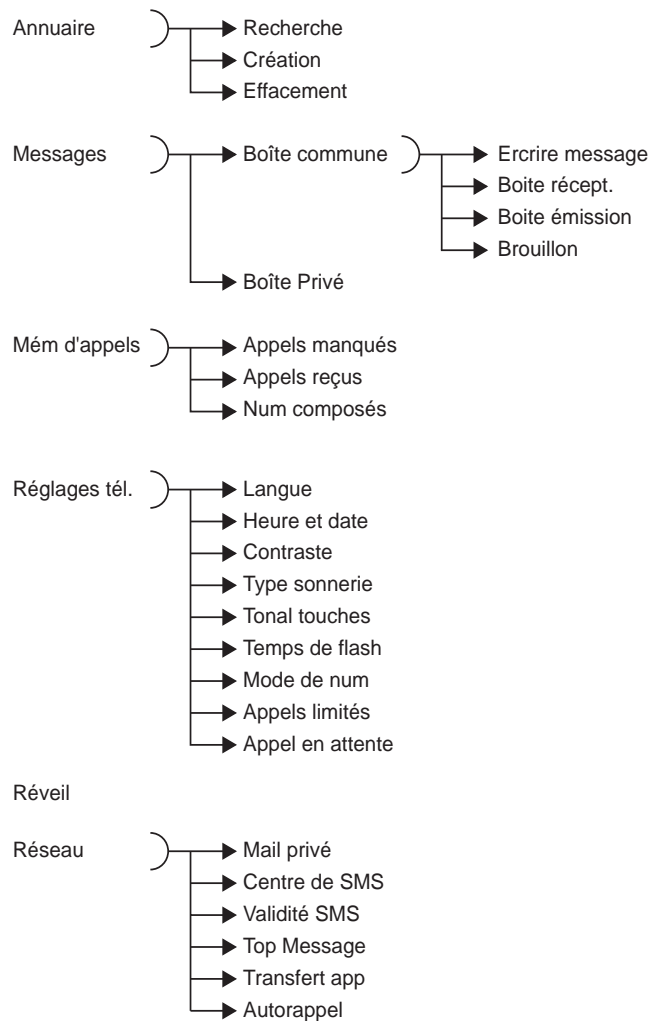 Annuaire
Recherche
Création
Effacement
Messages
Boîte commune
Ercrire message
Boite récept.
Boite émission
Brouillon
Boîte Privé
Mém d'appels
Appels manqués
Appels reçus
Num composés
Réglages tél.
Langue
Heure et date
Contraste
Type sonnerie
Tonal touches
Temps de flash
Mode de num
Appels limités
Appel en attente
Réveil
Réseau
Mail privé
Centre de SMS
Validité SMS
Top Message
Transfert app
Autorappel